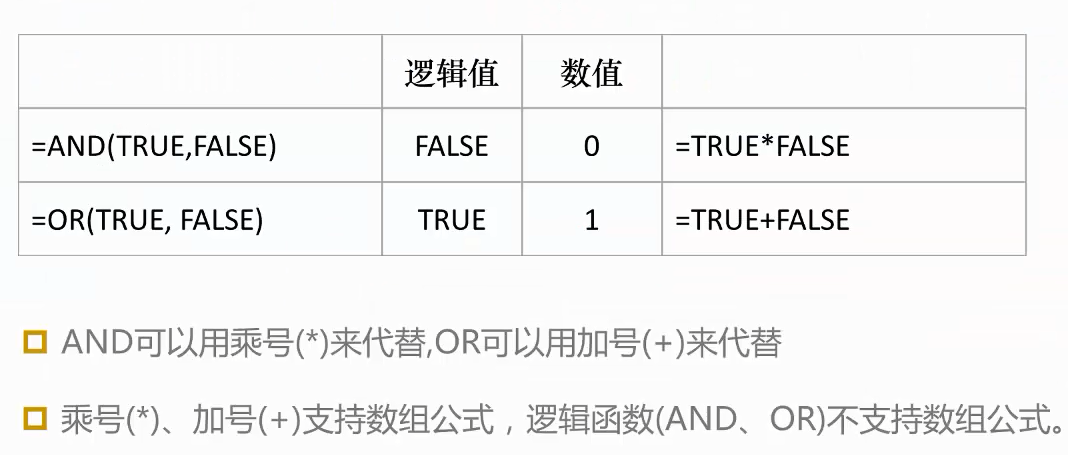 逻辑值 数值
=AND(TRUE,FALSE) FALSE 0 =TRUE*FALSE
=OR(TRUE, FALSE) TRUE 1 =TRUE+FALSE
AND可以用乘号(*)来代替,OR可以用加号(+)来代替
乘号(*)、加号(+)支持数组公式，逻辑函数(AND、OR)不支持数组公式。